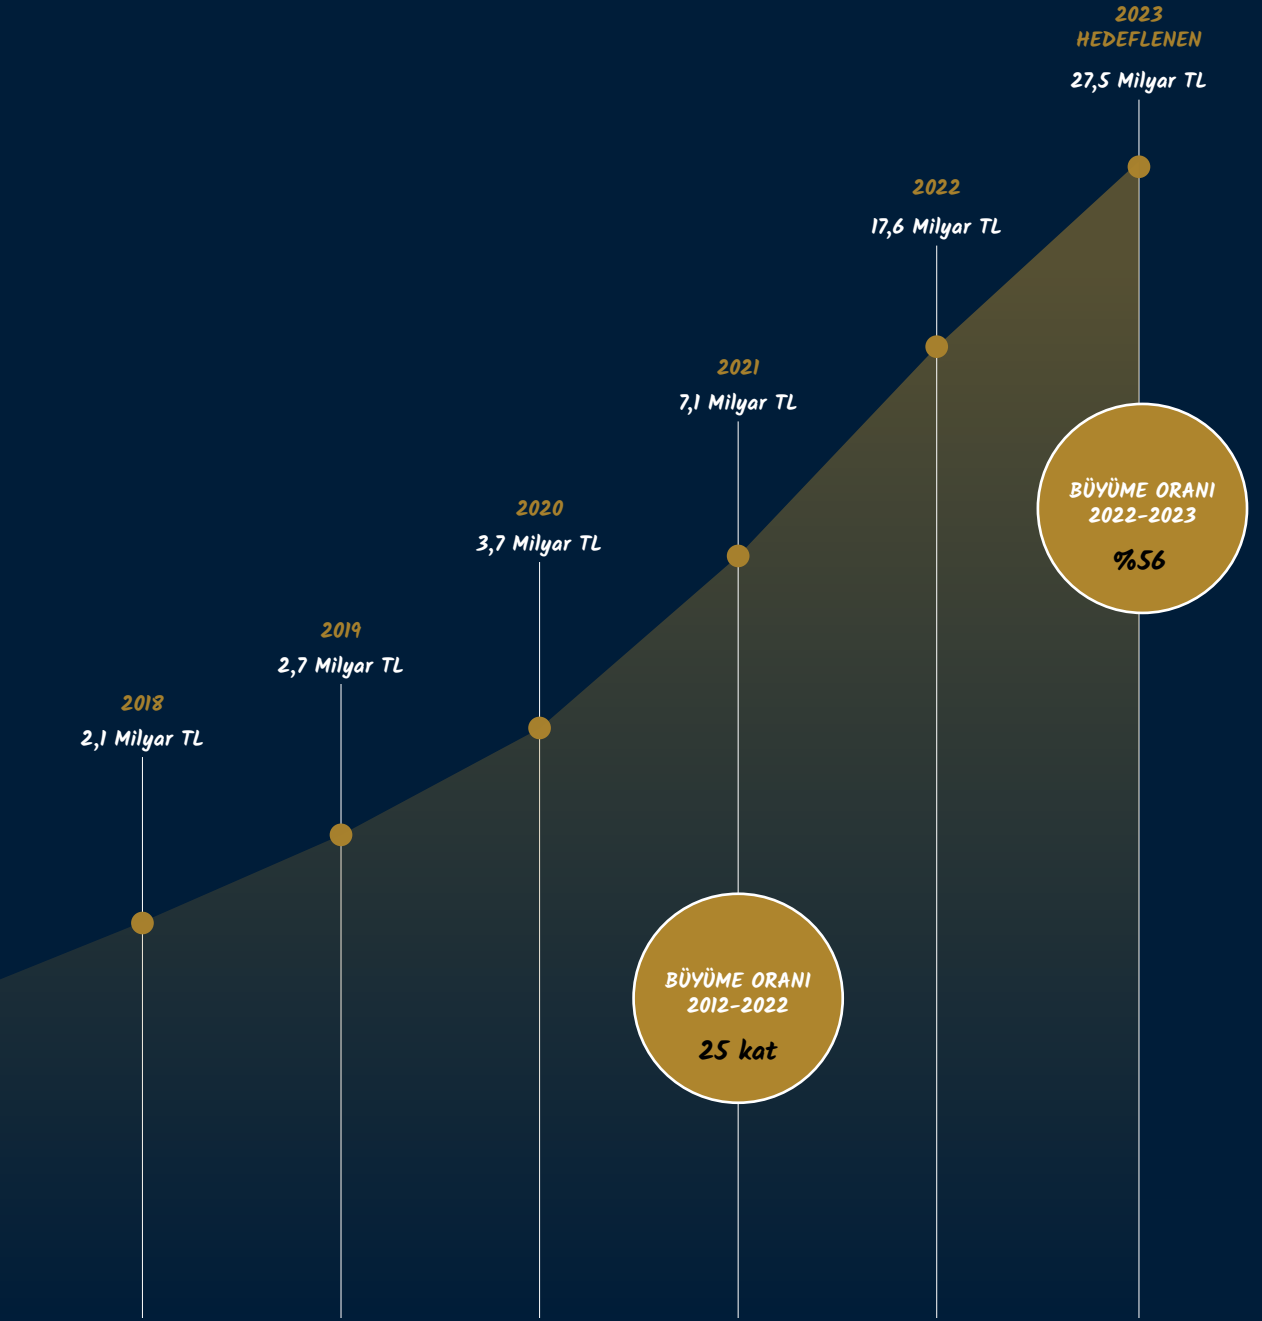 2018
2,1 Milyar TL
2019
2,7 Milyar TL
2020
3,7 Milyar TL
2021
7,1 Milyar TL
2022
17,6 Milyar TL
2023
HEDEFLENEN
27,5 Milyar TL
BÜYÜME ORANI
2012-2022
25 kat
BÜYÜME ORANI
2022-2023
%56